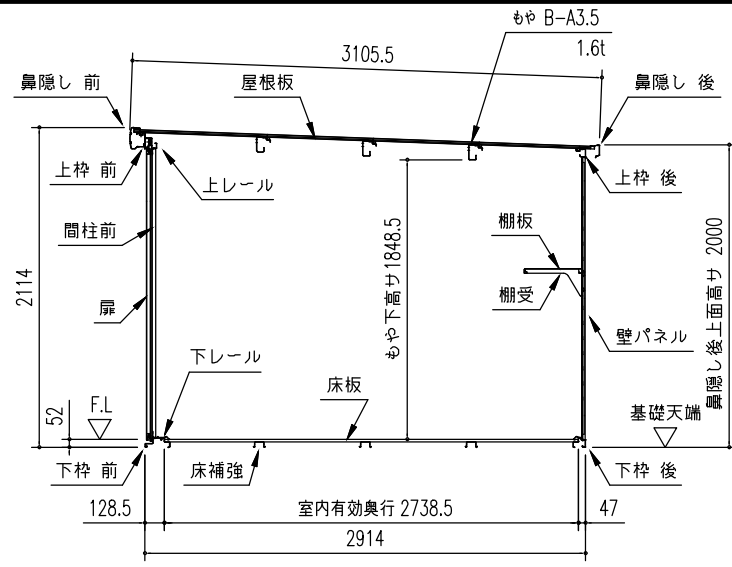 もや B-A3.5
1.6t
3105.5
鼻隠し 前
屋根板
鼻隠し 後
上枠 前
上レール
上枠 後
間柱前
棚板
棚受
扉
もや下高サ1848.5
壁パネル
2114
鼻隠し後上面高サ 2000
下レール
床板
52
F.L
基礎天端
下枠 前
床補強
下枠 後
128.5
室内有効奥行 2738.5
47
2914